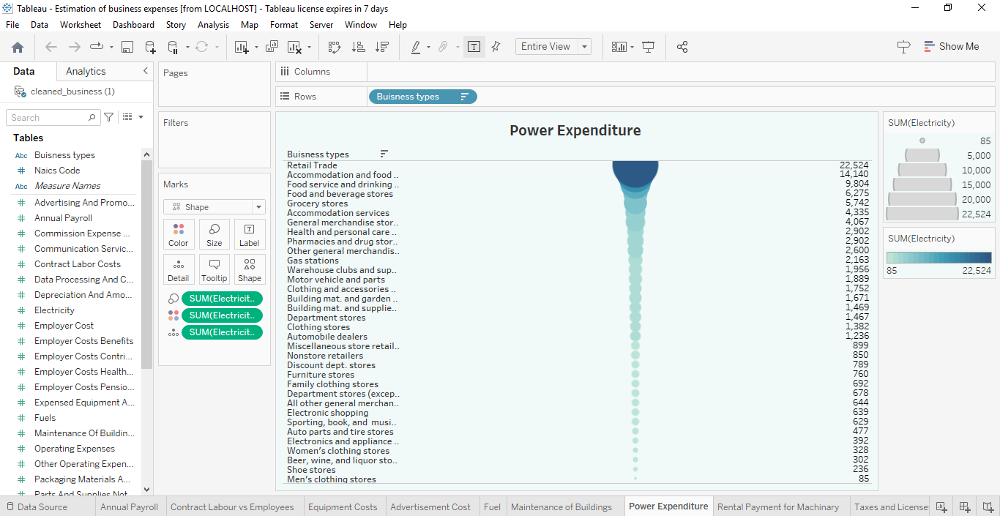 Tableau - Estimation of business expenses [from LOCALHOST] - Tableau license expires in 7 days
File Data Worksheet Dashboard Story Analysis Map Format Server Window Help
Entire View
Show Me
Data Analytics
cleaned_business (1)
Search
Tables
Abc Buisness types
# Naics Code
Abc Measure Names
# Advertising And Promo...
# Annual Payroll
# Commission Expense ...
# Communication Servic...
# Contract Labor Costs
# Data Processing And C...
# Depreciation And Amo...
# Electricity
# Employer Cost
# Employer Costs Benefits
# Employer Costs Contri...
# Employer Costs Health...
# Employer Costs Pensio...
# Expensed Equipment A...
# Fuels
# Maintenance Of Buildin...
# Operating Expenses
# Other Operating Expen...
# Packaging Materials A...
Parts And Supplies Not
Pages
Filters
Marks
Shape
Color Size Label
Detail Tooltip Shape
SUM(Electricit..
SUM(Electricit..
SUM(Electricit..
Columns
Rows Buisness types
Power Expenditure
Buisness types
Retail Trade 22,524
Accommodation and food .. 14,140
Food service and drinking .. 9,804
Food and beverage stores 6,275
Grocery stores 5,742
Accommodation services 4,335
General merchandise stor.. 4,067
Health and personal care .. 2,902
Pharmacies and drug stor.. 2,902
Other general merchandis.. 2,600
Gas stations 2,163
Warehouse clubs and sup.. 1,956
Motor vehicle and parts 1,889
Clothing and accessories .. 1,752
Building mat. and garden .. 1,671
Building mat. and supplie.. 1,469
Department stores 1,467
Clothing stores 1,382
Automobile dealers 1,236
Miscellaneous store retail.. 899
Nonstore retailers 850
Discount dept. stores 789
Furniture stores 760
Family clothing stores 692
Department stores (excep.. 678
All other general merchan.. 644
Electronic shopping 639
Sporting, book, and musi.. 629
Auto parts and tire stores 477
Electronics and appliance .. 392
Women's clothing stores 328
Beer, wine, and liquor sto.. 302
Shoe stores 236
Men's clothing stores 85
SUM(Electricity)
85
5,000
10,000
15,000
20,000
22,524
SUM(Electricity)
85 22,524
Data Source Annual Payroll Contract Labour vs Employees Equipment Costs Advertisement Cost Fuel Maintenance of Buildings Power Expenditure Rental Payment for Machinary Taxes and License